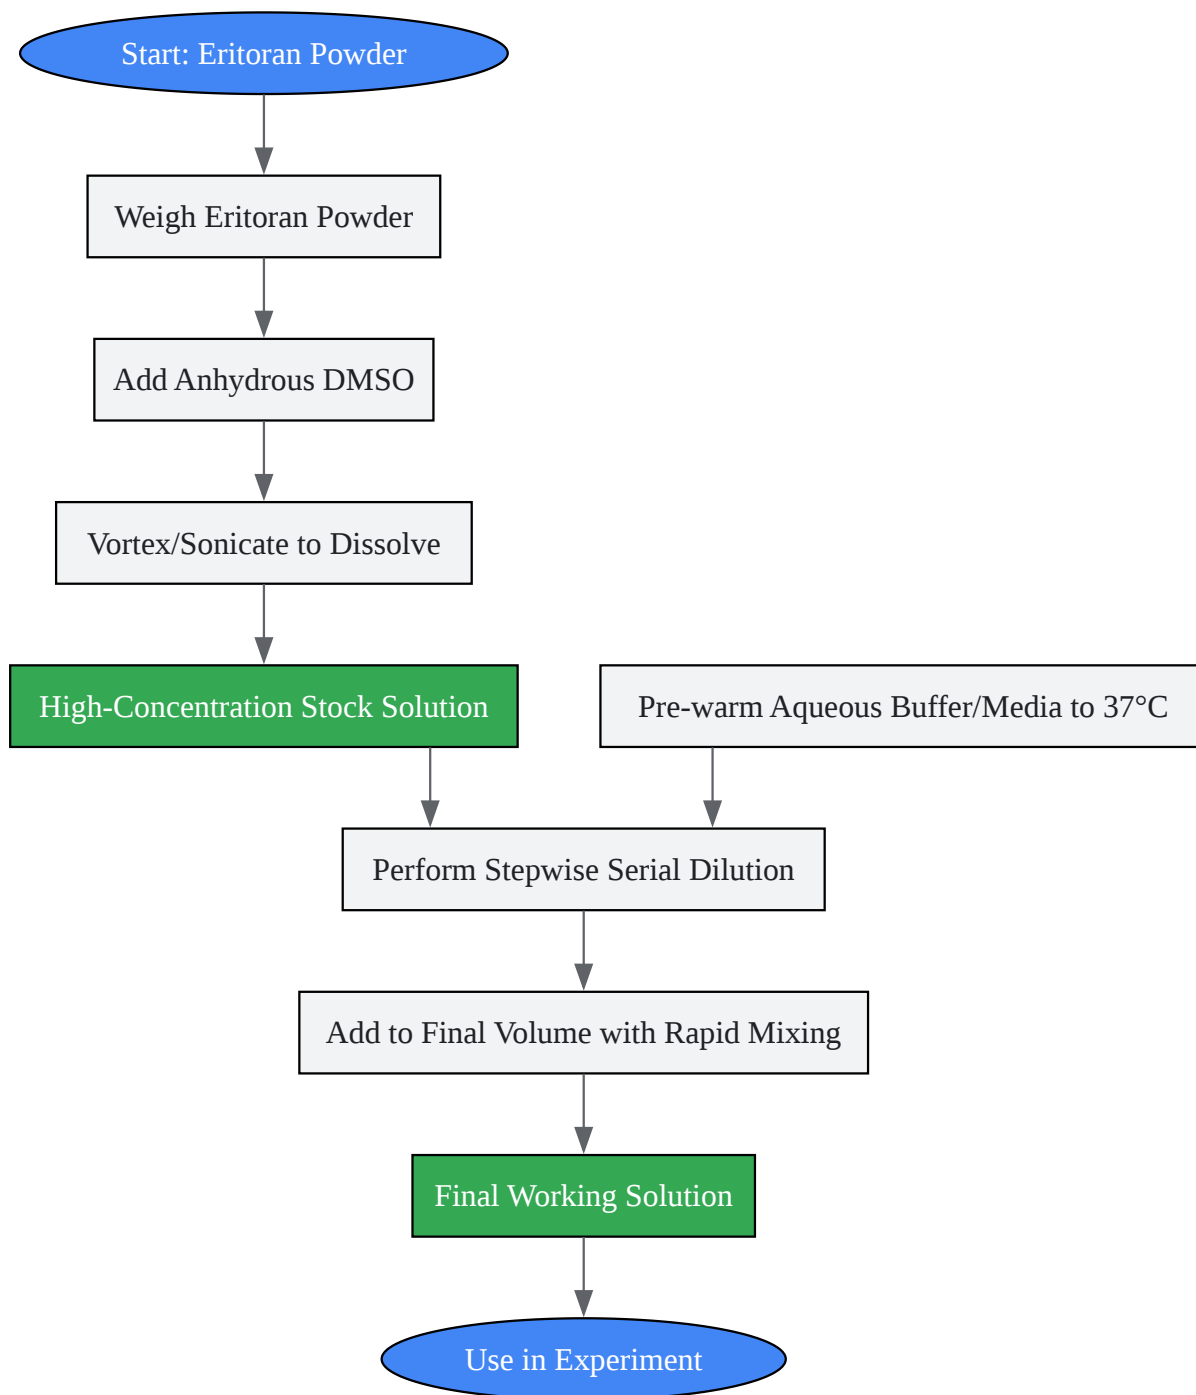 Start: Eritoran Powder
Weigh Eritoran Powder
Add Anhydrous DMSO
Vortex/Sonicate to Dissolve
High-Concentration Stock Solution
Pre-warm Aqueous Buffer/Media to 37°C
Perform Stepwise Serial Dilution
Add to Final Volume with Rapid Mixing
Final Working Solution
Use in Experiment